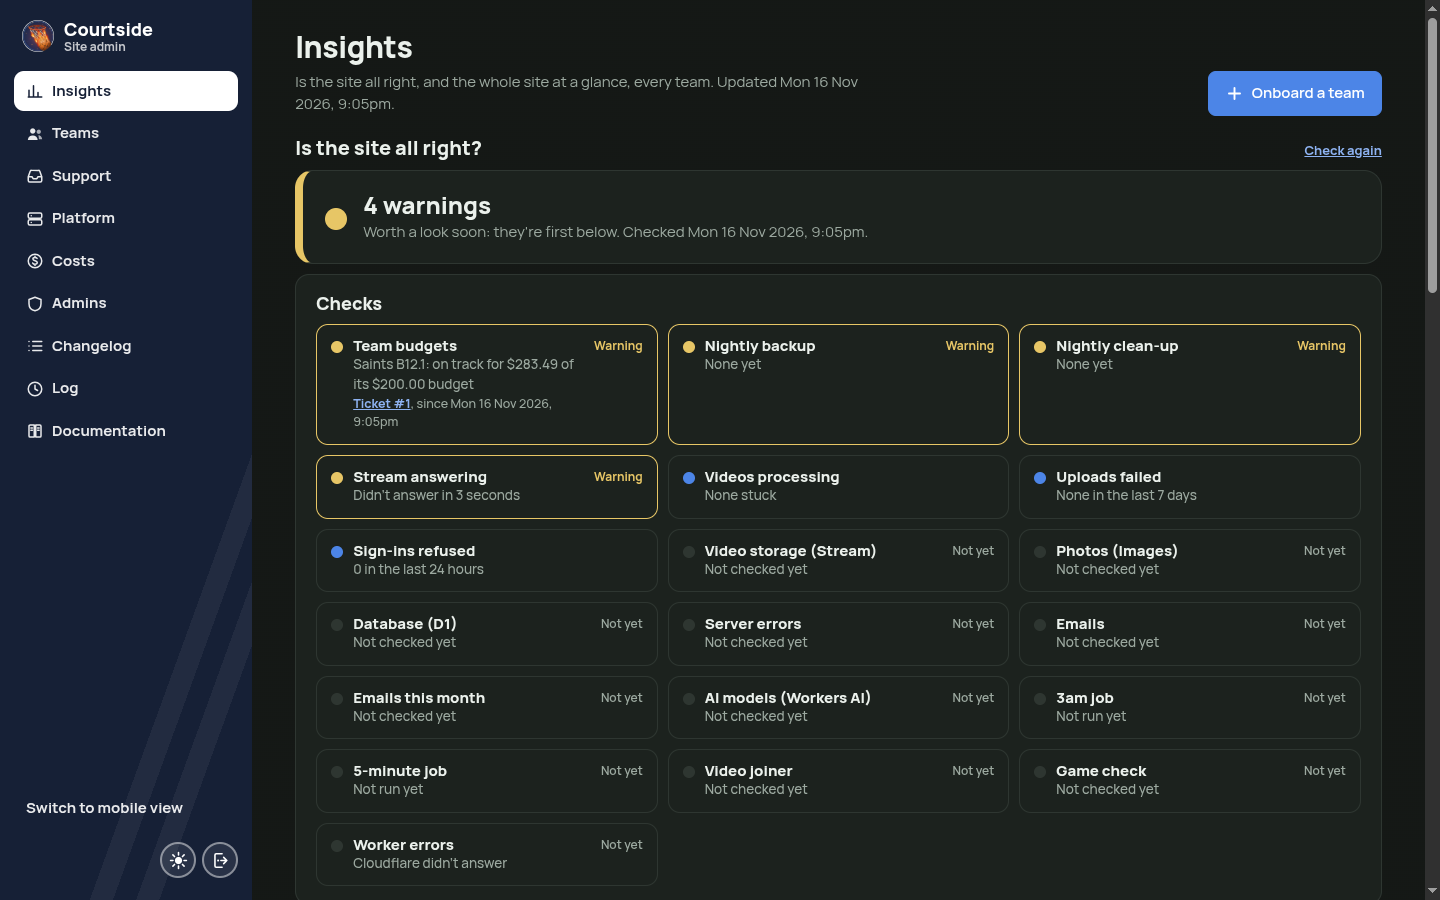 Courtside
Site admin
Insights
Teams
Support
Platform
Costs
Admins
Changelog
Log
Documentation
Switch to mobile view
Insights
Is the site all right, and the whole site at a glance, every team. Updated Mon 16 Nov
2026, 9:05pm.
Onboard a team
Is the site all right?
Check again
4 warnings
Worth a look soon: they're first below. Checked Mon 16 Nov 2026, 9:05pm.
Checks
Team budgets
Warning
Saints B12.1: on track for $283.49 of
its $200.00 budget
Ticket #1, since Mon 16 Nov 2026,
9:05pm
Nightly backup
Warning
None yet
Nightly clean-up
Warning
None yet
Stream answering
Warning
Didn't answer in 3 seconds
Videos processing
None stuck
Uploads failed
None in the last 7 days
Sign-ins refused
0 in the last 24 hours
Video storage (Stream)
Not yet
Not checked yet
Photos (Images)
Not yet
Not checked yet
Database (D1)
Not yet
Not checked yet
Server errors
Not yet
Not checked yet
Emails
Not yet
Not checked yet
Emails this month
Not yet
Not checked yet
AI models (Workers AI)
Not yet
Not checked yet
3am job
Not yet
Not run yet
5-minute job
Not yet
Not run yet
Video joiner
Not yet
Not checked yet
Game check
Not yet
Not checked yet
Worker errors
Not yet
Cloudflare didn't answer